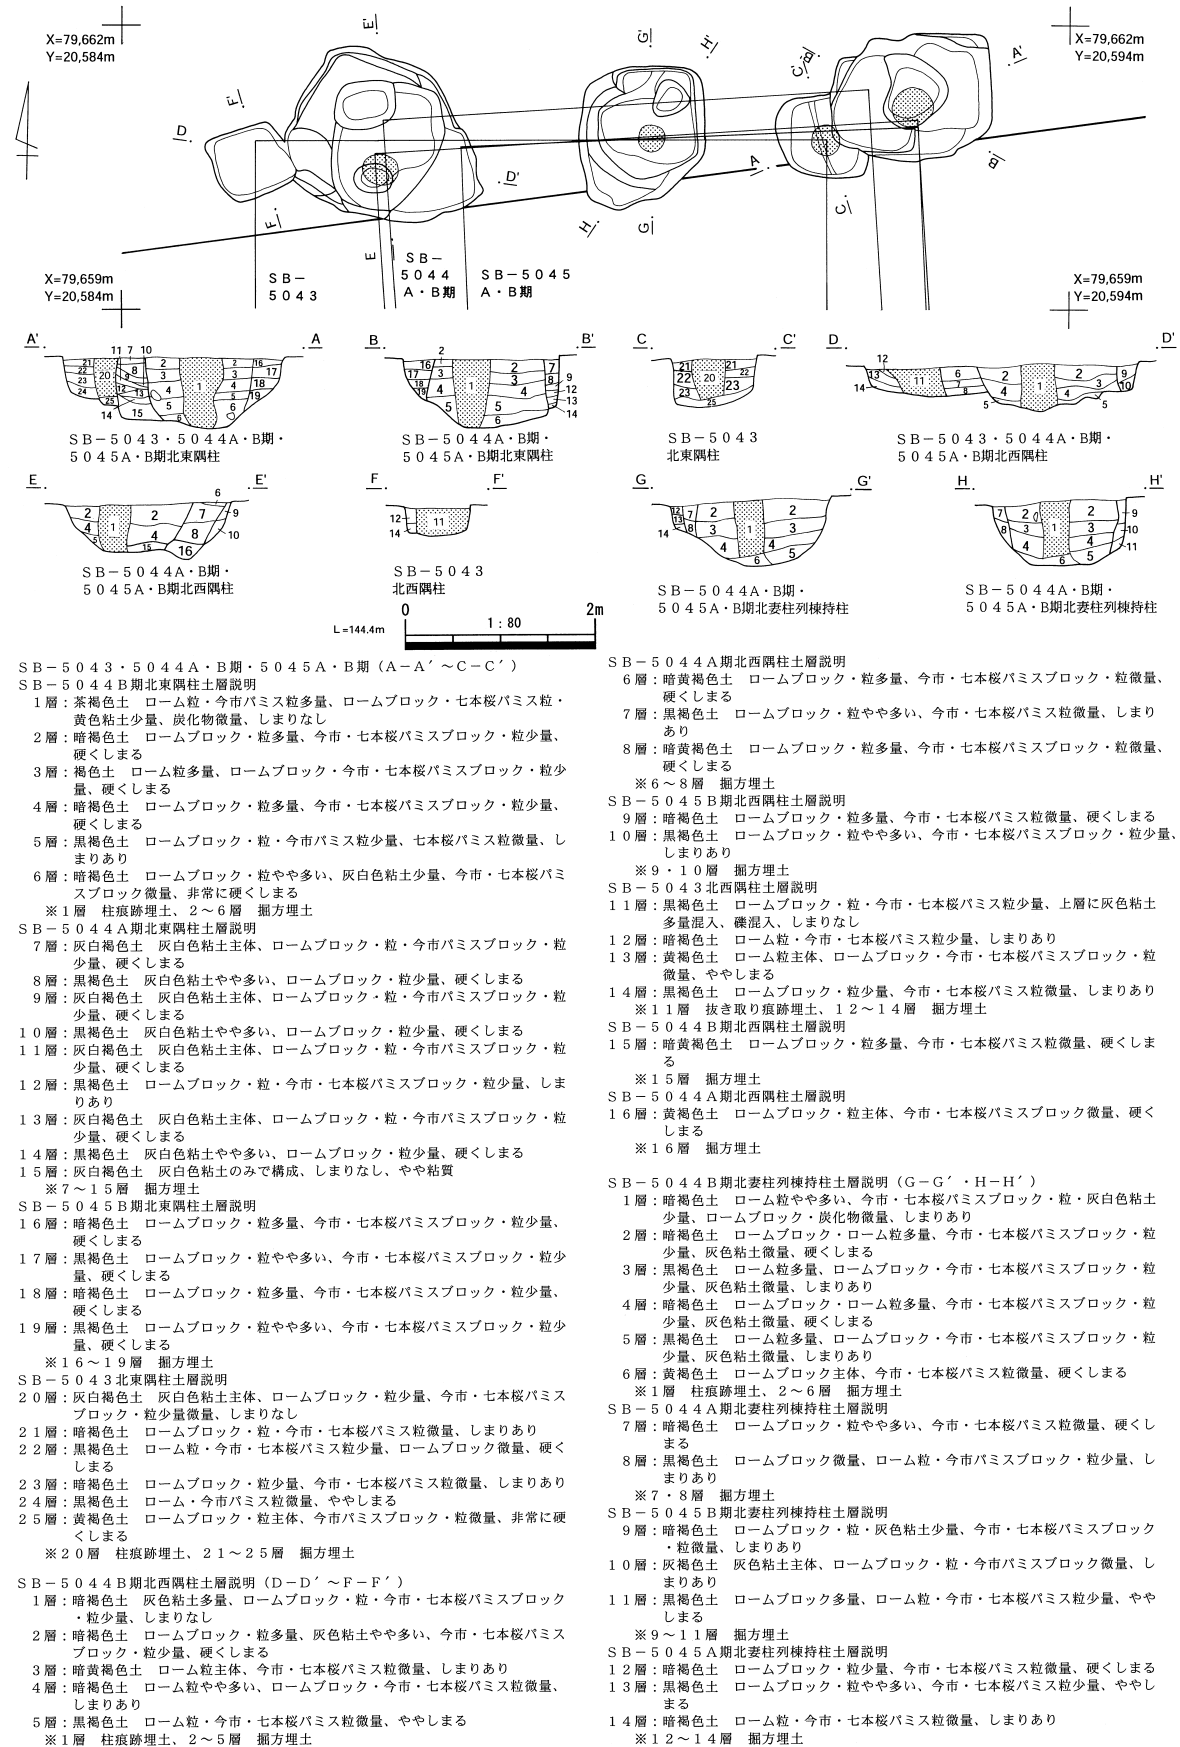 X=79,662m
Y=20,584m
X=79,662m
Y=20,594m
E'
G'
H'
C'
B'
A'
F'
D
D'
A
B
C
F
E
H
G
ＳＢ－
５０４３
ＳＢ－
５０４４
Ａ・Ｂ期
ＳＢ－５０４５
Ａ・Ｂ期
X=79,659m
Y=20,584m
X=79,659m
Y=20,594m
A' A
B B'
C C'
D D'
ＳＢ－５０４３・５０４４Ａ・Ｂ期・
５０４５Ａ・Ｂ期北東隅柱
ＳＢ－５０４４Ａ・Ｂ期・
５０４５Ａ・Ｂ期北東隅柱
ＳＢ－５０４３
北東隅柱
ＳＢ－５０４３・５０４４Ａ・Ｂ期・
５０４５Ａ・Ｂ期北西隅柱
E E'
F F'
G G'
H H'
ＳＢ－５０４４Ａ・Ｂ期・
５０４５Ａ・Ｂ期北西隅柱
ＳＢ－５０４３
北西隅柱
ＳＢ－５０４４Ａ・Ｂ期・
５０４５Ａ・Ｂ期北妻柱列棟持柱
ＳＢ－５０４４Ａ・Ｂ期・
５０４５Ａ・Ｂ期北妻柱列棟持柱
0 2m
1：80
L=144.4m
ＳＢ－５０４３・５０４４Ａ・Ｂ期・５０４５Ａ・Ｂ期（Ａ－Ａ´～Ｃ－Ｃ´）
ＳＢ－５０４４Ｂ期北東隅柱土層説明
１層：茶褐色土　ローム粒・今市パミス粒多量、ロームブロック・七本桜パミス粒・
黄色粘土少量、炭化物微量、しまりなし
２層：暗褐色土　ロームブロック・粒多量、今市・七本桜パミスブロック・粒少量、
硬くしまる
３層：褐色土　ローム粒多量、ロームブロック・今市・七本桜パミスブロック・粒少
量、硬くしまる
４層：暗褐色土　ロームブロック・粒多量、今市・七本桜パミスブロック・粒少量、
硬くしまる
５層：黒褐色土　ロームブロック・粒・今市パミス粒少量、七本桜パミス粒微量、し
まりあり
６層：暗褐色土　ロームブロック・粒やや多い、灰白色粘土少量、今市・七本桜パミ
スブロック微量、非常に硬くしまる
※１層　柱痕跡埋土、２～６層　掘方埋土
ＳＢ－５０４４Ａ期北東隅柱土層説明
７層：灰白褐色土　灰白色粘土主体、ロームブロック・粒・今市パミスブロック・粒
少量、硬くしまる
８層：黒褐色土　灰白色粘土やや多い、ロームブロック・粒少量、硬くしまる
９層：灰白褐色土　灰白色粘土主体、ロームブロック・粒・今市パミスブロック・粒
少量、硬くしまる
１０層：黒褐色土　灰白色粘土やや多い、ロームブロック・粒少量、硬くしまる
１１層：灰白褐色土　灰白色粘土主体、ロームブロック・粒・今市パミスブロック・粒
少量、硬くしまる
１２層：黒褐色土　ロームブロック・粒・今市・七本桜パミスブロック・粒少量、しま
りあり
１３層：灰白褐色土　灰白色粘土主体、ロームブロック・粒・今市パミスブロック・粒
少量、硬くしまる
１４層：黒褐色土　灰白色粘土やや多い、ロームブロック・粒少量、硬くしまる
１５層：灰白褐色土　灰白色粘土のみで構成、しまりなし、やや粘質
※７～１５層　掘方埋土
ＳＢ－５０４５Ｂ期北東隅柱土層説明
１６層：暗褐色土　ロームブロック・粒多量、今市・七本桜パミスブロック・粒少量、
硬くしまる
１７層：黒褐色土　ロームブロック・粒やや多い、今市・七本桜パミスブロック・粒少
量、硬くしまる
１８層：暗褐色土　ロームブロック・粒多量、今市・七本桜パミスブロック・粒少量、
硬くしまる
１９層：黒褐色土　ロームブロック・粒やや多い、今市・七本桜パミスブロック・粒少
量、硬くしまる
※１６～１９層　掘方埋土
ＳＢ－５０４３北東隅柱土層説明
２０層：灰白褐色土　灰白色粘土主体、ロームブロック・粒少量、今市・七本桜パミス
ブロック・粒少量微量、しまりなし
２１層：暗褐色土　ロームブロック・粒・今市・七本桜パミス粒微量、しまりあり
２２層：黒褐色土　ローム粒・今市・七本桜パミス粒少量、ロームブロック微量、硬く
しまる
２３層：暗褐色土　ロームブロック・粒少量、今市・七本桜パミス粒微量、しまりあり
２４層：黒褐色土　ローム・今市パミス粒微量、ややしまる
２５層：黄褐色土　ロームブロック・粒主体、今市パミスブロック・粒微量、非常に硬
くしまる
※２０層　柱痕跡埋土、２１～２５層　掘方埋土
ＳＢ－５０４４Ｂ期北西隅柱土層説明（Ｄ－Ｄ´～Ｆ－Ｆ´）
１層：暗褐色土　灰色粘土多量、ロームブロック・粒・今市・七本桜パミスブロック
・粒少量、しまりなし
２層：暗褐色土　ロームブロック・粒多量、灰色粘土やや多い、今市・七本桜パミス
ブロック・粒少量、硬くしまる
３層：暗黄褐色土　ローム粒主体、今市・七本桜パミス粒微量、しまりあり
４層：暗褐色土　ローム粒やや多い、ロームブロック・今市・七本桜パミス粒微量、
しまりあり
５層：黒褐色土　ローム粒・今市・七本桜パミス粒微量、ややしまる
※１層　柱痕跡埋土、２～５層　掘方埋土
ＳＢ－５０４４Ａ期北西隅柱土層説明
６層：暗黄褐色土　ロームブロック・粒多量、今市・七本桜パミスブロック・粒微量、
硬くしまる
７層：黒褐色土　ロームブロック・粒やや多い、今市・七本桜パミス粒微量、しまり
あり
８層：暗黄褐色土　ロームブロック・粒多量、今市・七本桜パミスブロック・粒微量、
硬くしまる
※６～８層　掘方埋土
ＳＢ－５０４５Ｂ期北西隅柱土層説明
９層：暗褐色土　ロームブロック・粒多量、今市・七本桜パミス粒微量、硬くしまる
１０層：黒褐色土　ロームブロック・粒やや多い、今市・七本桜パミスブロック・粒少量、
しまりあり
※９・１０層　掘方埋土
ＳＢ－５０４３北西隅柱土層説明
１１層：黒褐色土　ロームブロック・粒・今市・七本桜パミス粒少量、上層に灰色粘土
多量混入、礫混入、しまりなし
１２層：暗褐色土　ローム粒・今市・七本桜パミス粒少量、しまりあり
１３層：黄褐色土　ローム粒主体、ロームブロック・今市・七本桜パミスブロック・粒
微量、ややしまる
１４層：黒褐色土　ロームブロック・粒少量、今市・七本桜パミス粒微量、しまりあり
※１１層　抜き取り痕跡埋土、１２～１４層　掘方埋土
ＳＢ－５０４４Ｂ期北西隅柱土層説明
１５層：暗黄褐色土　ロームブロック・粒多量、今市・七本桜パミス粒微量、硬くしま
る
※１５層　掘方埋土
ＳＢ－５０４４Ａ期北西隅柱土層説明
１６層：黄褐色土　ロームブロック・粒主体、今市・七本桜パミスブロック微量、硬く
しまる
※１６層　掘方埋土
ＳＢ－５０４４Ｂ期北妻柱列棟持柱土層説明（Ｇ－Ｇ´・Ｈ－Ｈ´）
１層：暗褐色土　ローム粒やや多い、今市・七本桜パミスブロック・粒・灰白色粘土
少量、ロームブロック・炭化物微量、しまりあり
２層：暗褐色土　ロームブロック・ローム粒多量、今市・七本桜パミスブロック・粒
少量、灰色粘土微量、硬くしまる
３層：黒褐色土　ローム粒多量、ロームブロック・今市・七本桜パミスブロック・粒
少量、灰色粘土微量、しまりあり
４層：暗褐色土　ロームブロック・ローム粒多量、今市・七本桜パミスブロック・粒
少量、灰色粘土微量、硬くしまる
５層：黒褐色土　ローム粒多量、ロームブロック・今市・七本桜パミスブロック・粒
少量、灰色粘土微量、しまりあり
６層：黄褐色土　ロームブロック主体、今市・七本桜パミス粒微量、硬くしまる
※１層　柱痕跡埋土、２～６層　掘方埋土
ＳＢ－５０４４Ａ期北妻柱列棟持柱土層説明
７層：暗褐色土　ロームブロック・粒やや多い、今市・七本桜パミス粒微量、硬くし
まる
８層：黒褐色土　ロームブロック微量、ローム粒・今市パミスブロック・粒少量、し
まりあり
※７・８層　掘方埋土
ＳＢ－５０４５Ｂ期北妻柱列棟持柱土層説明
９層：暗褐色土　ロームブロック・粒・灰色粘土少量、今市・七本桜パミスブロック
・粒微量、しまりあり
１０層：灰褐色土　灰色粘土主体、ロームブロック・粒・今市パミスブロック微量、し
まりあり
１１層：黒褐色土　ロームブロック多量、ローム粒・今市・七本桜パミス粒少量、やや
しまる
※９～１１層　掘方埋土
ＳＢ－５０４５Ａ期北妻柱列棟持柱土層説明
１２層：暗褐色土　ロームブロック・粒少量、今市・七本桜パミス粒微量、硬くしまる
１３層：黒褐色土　ロームブロック・粒やや多い、今市・七本桜パミス粒少量、ややし
まる
１４層：暗褐色土　ローム粒・今市・七本桜パミス粒微量、しまりあり
※１２～１４層　掘方埋土